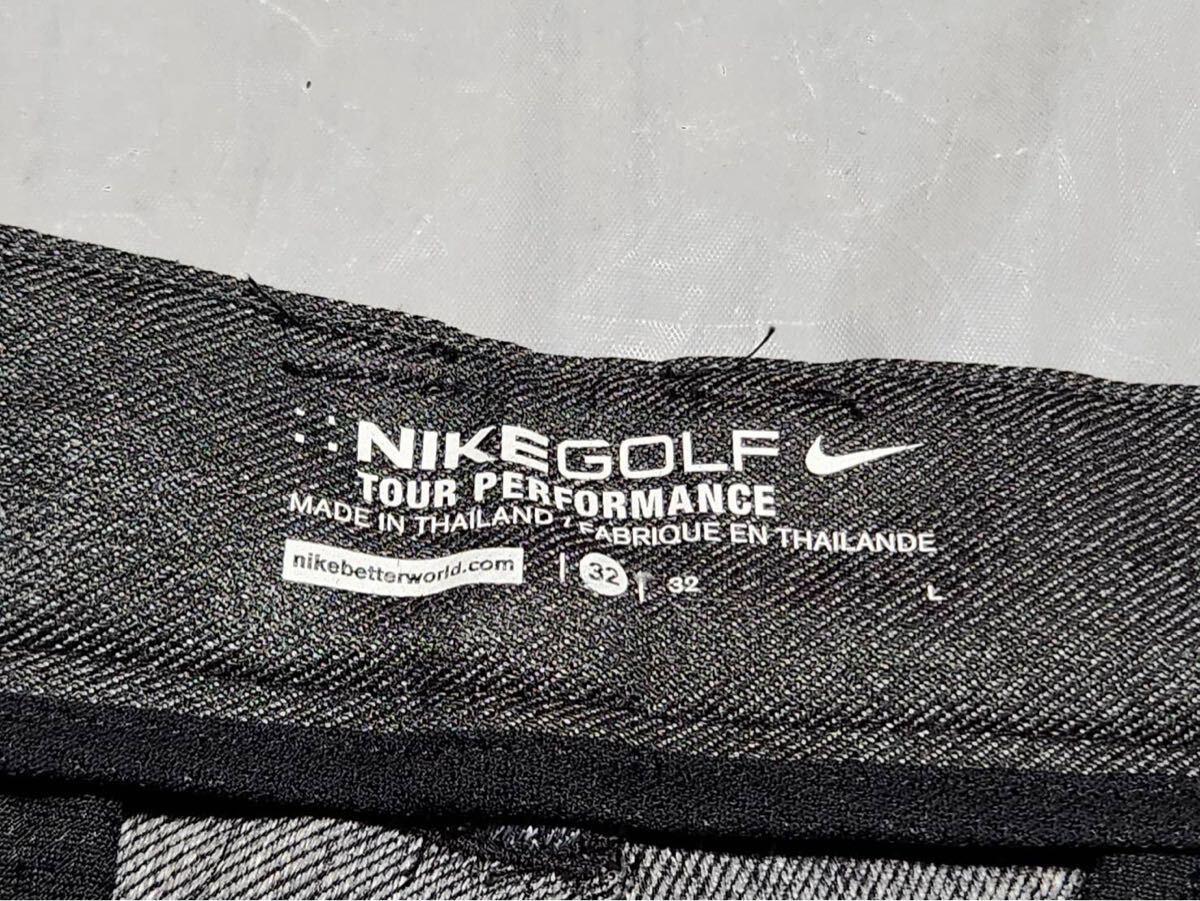 NIKEGOLF
TOUR PERFORMANCE
MADE IN THAILAND / FABRIQUE EN THAILANDE
nikebetterworld.com | 32 | 32 L